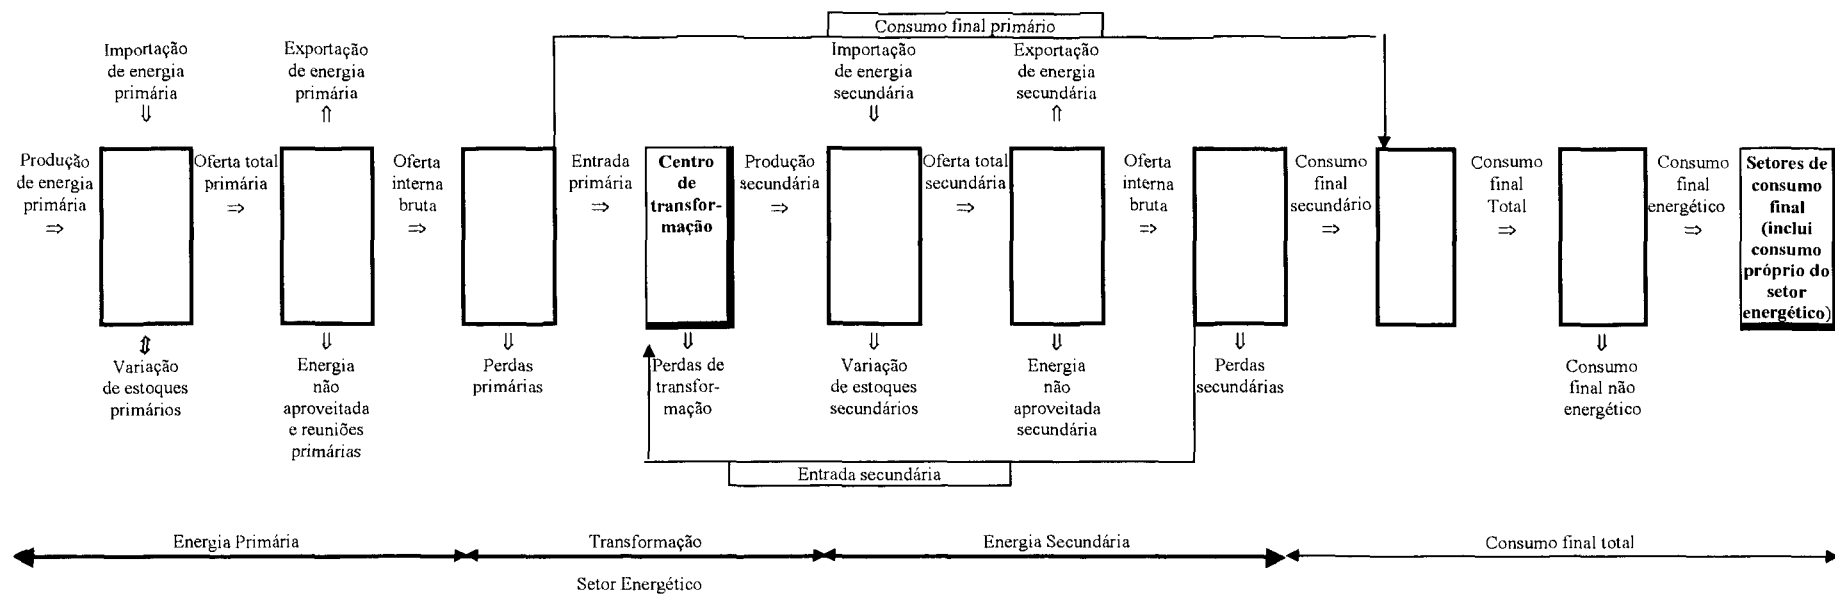 Consumo final primário
Importação
de energia
primária
⇓
Exportação
de energia
primária
⇑
Importação
de energia
secundária
⇓
Exportação
de energia
secundária
⇑
Produção
de energia
primária
⇒
Oferta total
primária
⇒
Oferta
interna
bruta
⇒
Entrada
primária
⇒
Centro
de
transfor-
mação
Produção
secundária
⇒
Oferta total
secundária
⇒
Oferta
interna
bruta
⇒
Consumo
final
secundário
⇒
Consumo
final
Total
⇒
Consumo
final
energético
⇒
Setores de
consumo
final
(inclui
consumo
próprio do
setor
energético)
⇕
Variação
de estoques
primários
⇓
Energia
não
aproveitada
e reuniões
primárias
⇓
Perdas
primárias
⇓
Perdas de
transfor-
mação
⇓
Variação
de estoques
secundários
⇓
Energia
não
aproveitada
secundária
⇓
Perdas
secundárias
⇓
Consumo
final não
energético
Entrada secundária
Energia Primária
Transformação
Energia Secundária
Consumo final total
Setor Energético